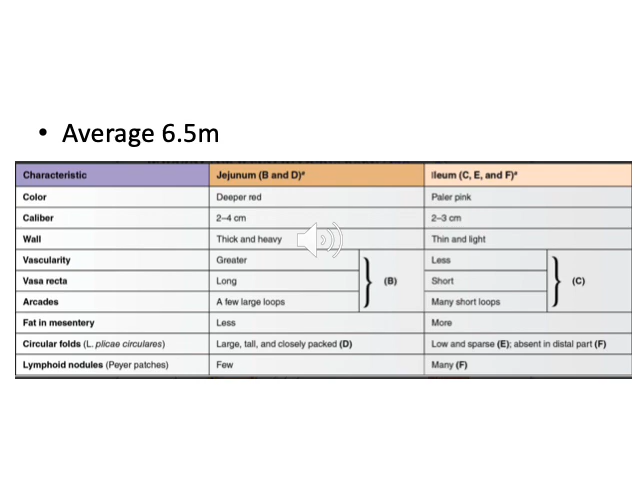 • Average 6.5m
Characteristic Jejunum (B and D)ᵃ Ileum (C, E, and F)ᵃ
Color Deeper red Paler pink
Caliber 2–4 cm 2–3 cm
Wall Thick and heavy Thin and light
Vascularity Greater Less
Vasa recta Long (B) Short (C)
Arcades A few large loops Many short loops
Fat in mesentery Less More
Circular folds (L. plicae circulares) Large, tall, and closely packed (D) Low and sparse (E); absent in distal part (F)
Lymphoid nodules (Peyer patches) Few Many (F)